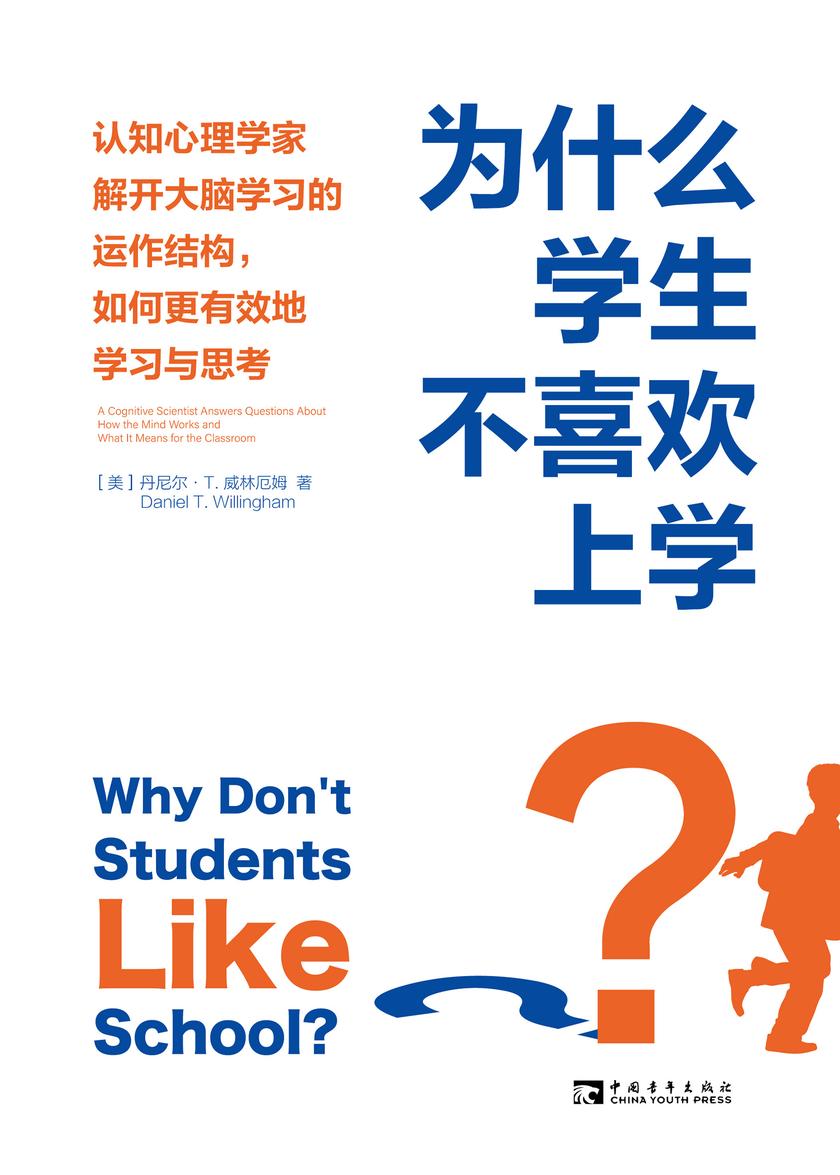 为什么
学生
不喜欢
上学
认知心理学家
解开大脑学习的
运作结构，
如何更有效地
学习与思考
A Cognitive Scientist Answers Questions About
How the Mind Works and
What It Means for the Classroom
[ 美 ] 丹尼尔 · T. 威林厄姆 著
Daniel T. Willingham
Why Don't
Students
Like
School?
?
中国青年出版社
CHINA YOUTH PRESS